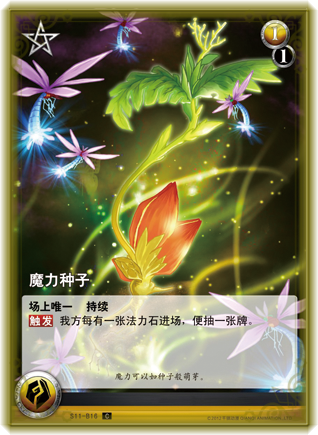 1
1
魔力种子
场上唯一 持续
触发 我方每有一张法力石进场，便抽一张牌。
魔力可以如种子般萌芽。
S11-016 C